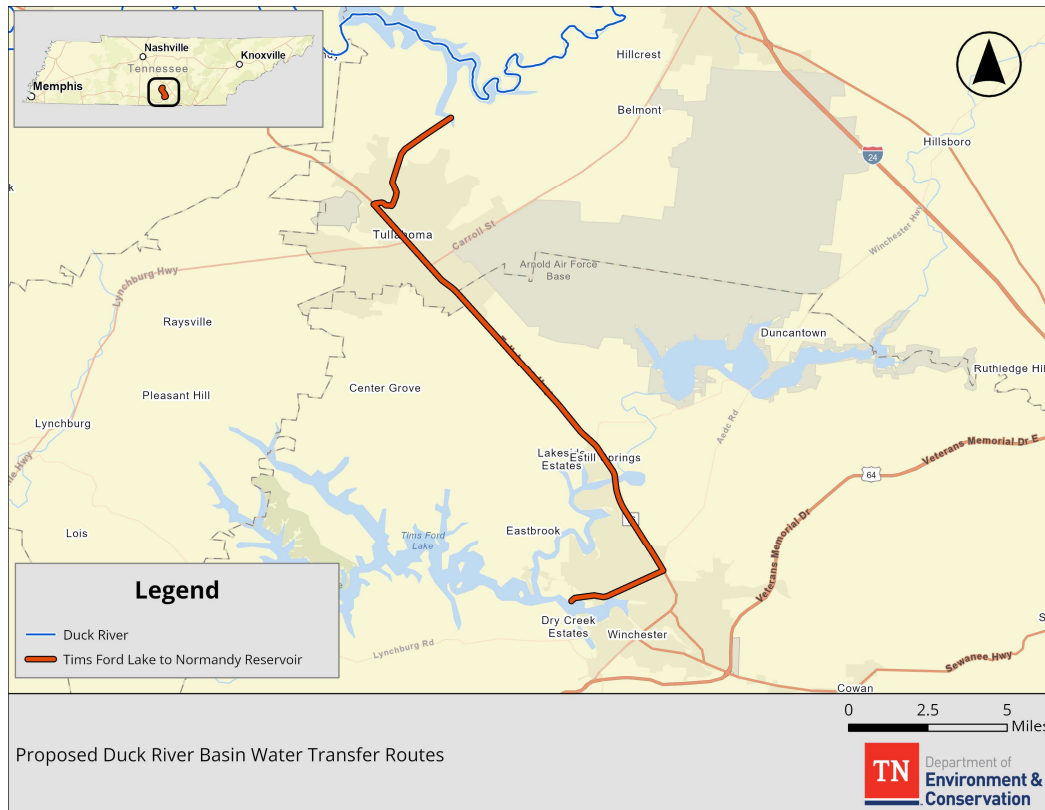 Nashville
Knoxville
Tennessee
Memphis
Hillcrest
Belmont
24
Hillsboro
Winchester Hwy
Tullahoma
Carroll St
Arnold Air Force
Base
Lynchburg Hwy
Raysville
Duncantown
Ruthledge Hil
Center Grove
Pleasant Hill
Lynchburg
Aedc Rd
Veterans Memorial Dr E
Lakeside
Estates
Estill Springs
64
Eastbrook
Lois
Tims Ford
Lake
Veterans Memorial Dr
Dry Creek
Estates
Winchester
Lynchburg Rd
Sewanee Hwy
Cowan
Legend
Duck River
Tims Ford Lake to Normandy Reservoir
0 2.5 5
Miles
Proposed Duck River Basin Water Transfer Routes
TN
Department of
Environment &
Conservation